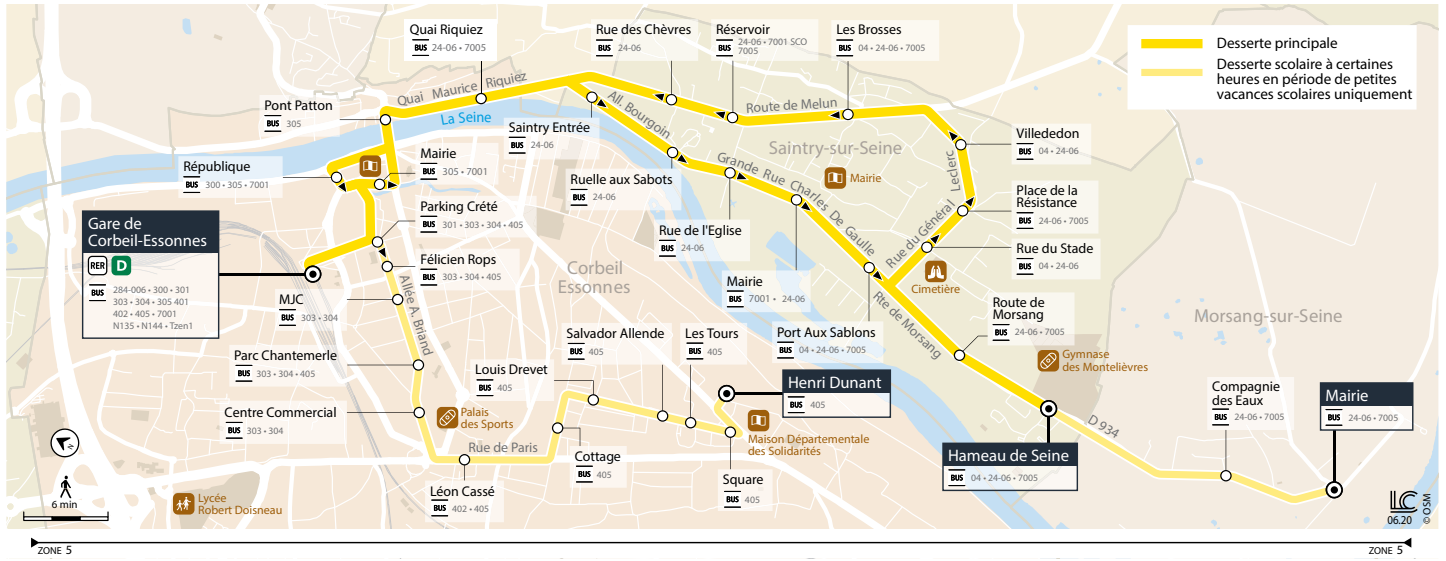 Quai Riquiez
BUS 24-06 • 7005
Rue des Chèvres
BUS 24-06
Réservoir
BUS 24-06 • 7001 SCO
7005
Les Brosses
BUS 04 • 24-06 • 7005
Desserte principale
Desserte scolaire à certaines
heures en période de petites
vacances scolaires uniquement
Pont Patton
BUS 305
Quai Maurice Riquiez
La Seine
Saintry Entrée
BUS 24-06
All. Bourgoin
Route de Melun
Villededon
BUS 04 • 24-06
République
BUS 300 • 305 • 7001
Mairie
BUS 305 • 7001
Ruelle aux Sabots
BUS 24-06
Grande Rue Charles De Gaulle
Saintry-sur-Seine
Mairie
Rue du Général Leclerc
Place de la
Résistance
BUS 24-06 • 7005
Gare de
Corbeil-Essonnes
RER D
BUS 284-006 • 300 • 301
303 • 304 • 305 401
402 • 405 • 7001
N135 • N144 • Tzen1
Parking Crété
BUS 301 • 303 • 304 • 405
Rue de l'Eglise
BUS 24-06
Rue du Stade
BUS 04 • 24-06
Félicien Rops
BUS 303 • 304 • 405
Corbeil
Essonnes
Mairie
BUS 7001 • 24-06
Cimetière
MJC
BUS 303 • 304
Allée A. Briand
Route de
Morsang
BUS 24-06 • 7005
Morsang-sur-Seine
Salvador Allende
BUS 405
Les Tours
BUS 405
Port Aux Sablons
BUS 04 • 24-06 • 7005
Rte de Morsang
Parc Chantemerle
BUS 303 • 304 • 405
Louis Drevet
BUS 405
Henri Dunant
BUS 405
Gymnase
des Montelièvres
Centre Commercial
BUS 303 • 304
Palais
des Sports
Compagnie
des Eaux
BUS 24-06 • 7005
Mairie
BUS 24-06 • 7005
D 934
Rue de Paris
Cottage
BUS 405
Maison Départementale
des Solidarités
Hameau de Seine
BUS 04 • 24-06 • 7005
Square
BUS 405
Léon Cassé
BUS 402 • 405
N
6 min
Lycée
Robert Doisneau
LC
06.20
© OSM
ZONE 5
ZONE 5